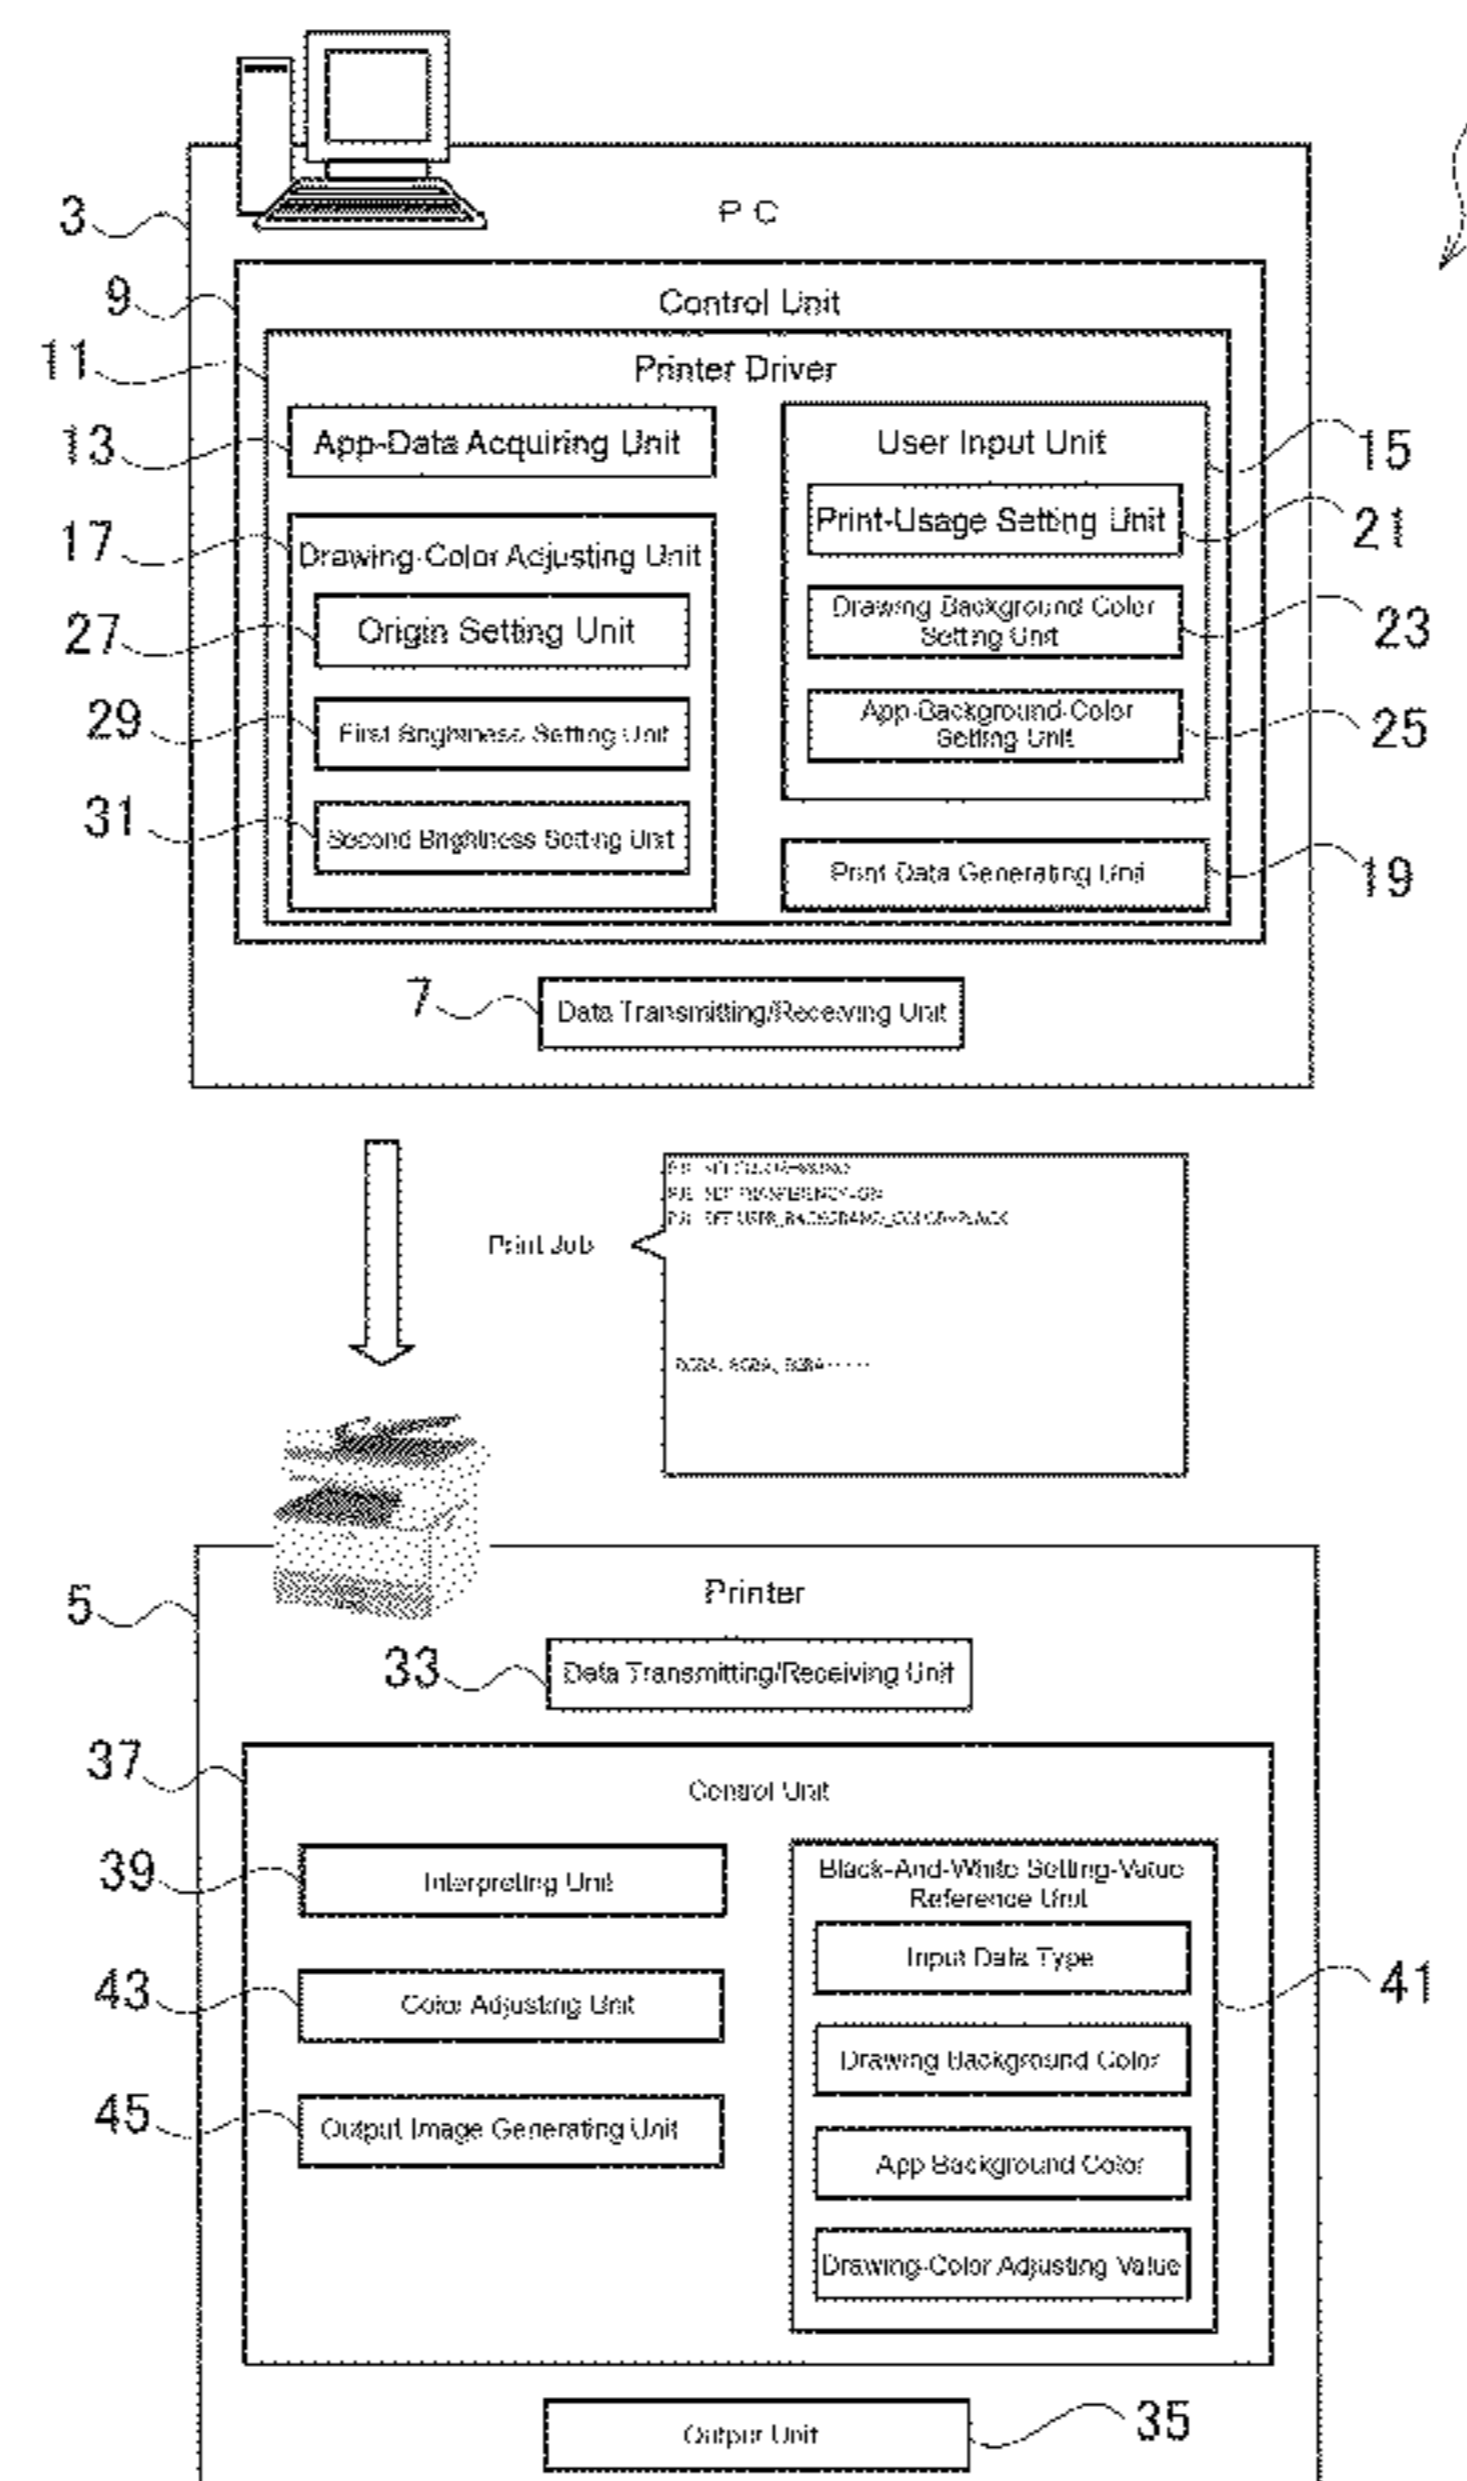 PC
3
9
Control Unit
11
Printer Driver
13
App-Data Acquiring Unit
User Input Unit
15
Print-Usage Setting Unit
21
17
Drawing-Color Adjusting Unit
27
Origin Setting Unit
Drawing Background Color
Setting Unit
23
29
First Brightness Setting Unit
App-Background-Color
Setting Unit
25
31
Second Brightness Setting Unit
Print Data Generating Unit
19
7
Data Transmitting/Receiving Unit
Print Job
5
Printer
33
Data Transmitting/Receiving Unit
37
Control Unit
39
Interpreting Unit
Black-And-White Setting-Value
Reference Unit
Input Data Type
41
43
Color Adjusting Unit
Drawing Background Color
45
Output Image Generating Unit
App Background Color
Drawing-Color Adjusting Value
Output Unit
35